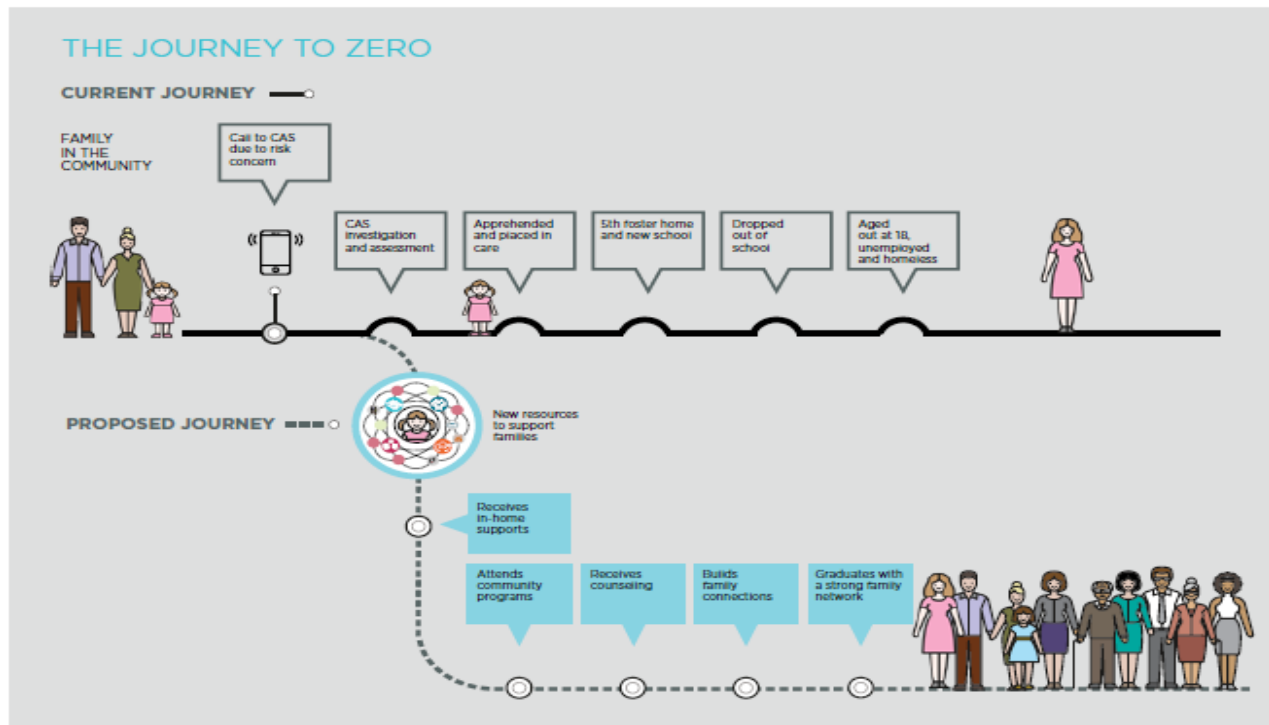 THE JOURNEY TO ZERO
CURRENT JOURNEY
FAMILY
IN THE
COMMUNITY
Call to CAS
due to risk
concern
CAS
investigation
and assessment
Apprehended
and placed in
care
5th foster home
and new school
Dropped
out of
school
Aged
out at 18,
unemployed
and homeless
PROPOSED JOURNEY
New resources
to support
families
Receives
in-home
supports
Attends
community
programs
Receives
counseling
Builds
family
connections
Graduates with
a strong family
network